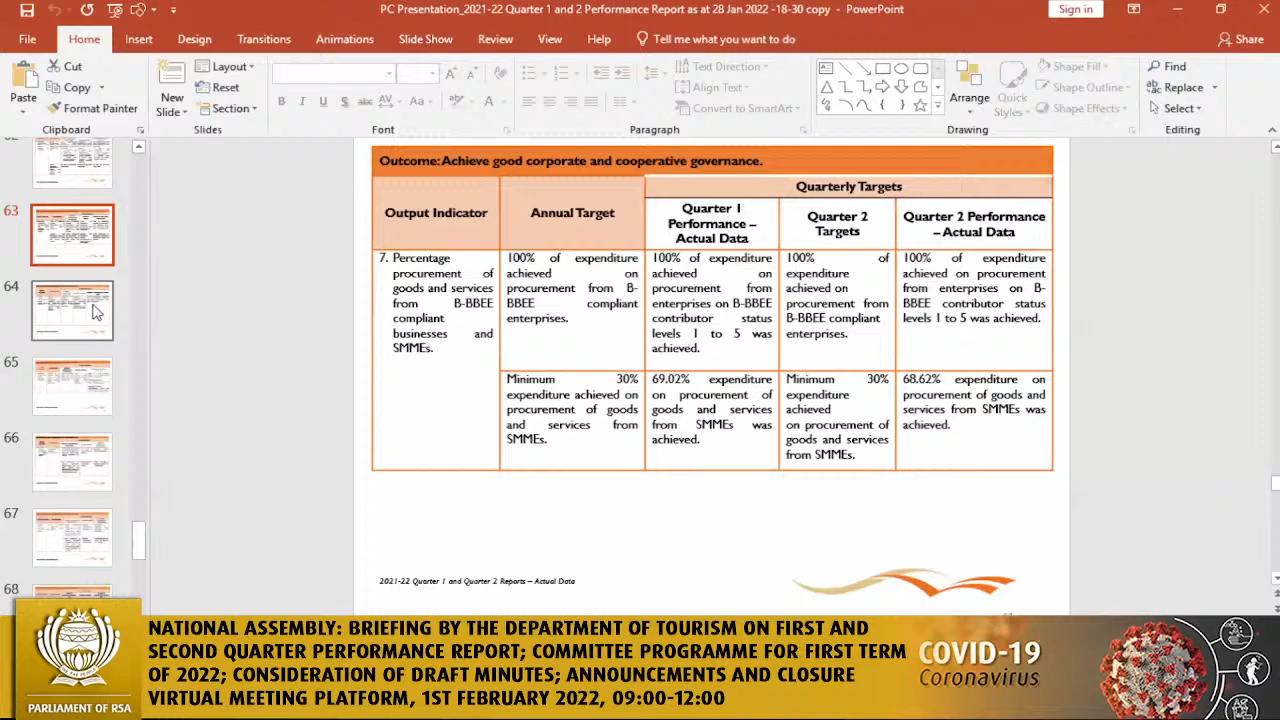 PC Presentation_2021-22 Quarter 1 and 2 Performance Report as at 28 Jan 2022 -18-30 copy - PowerPoint
Sign in
File Home Insert Design Transitions Animations Slide Show Review View Help Tell me what you want to do Share
Cut
Copy
Format Painter
Paste
Clipboard
New Slide
Layout
Reset
Section
Slides
B I U S abc AV Aa A
Font
Paragraph
Text Direction
Align Text
Convert to SmartArt
Arrange
Quick Styles
Shape Fill
Shape Outline
Shape Effects
Drawing
Find
Replace
Select
Editing
63
64
65
66
67
68
Outcome: Achieve good corporate and cooperative governance.
Output Indicator
Annual Target
Quarterly Targets
Quarter 1
Performance –
Actual Data
Quarter 2
Targets
Quarter 2 Performance
– Actual Data
7. Percentage
procurement of
goods and services
from B-BBEE
compliant
businesses and
SMMEs.
100% of expenditure
achieved on
procurement from B-
BBEE compliant
enterprises.
100% of expenditure
achieved on
procurement from
enterprises on B-BBEE
contributor status
levels 1 to 5 was
achieved.
100% of
expenditure
achieved on
procurement from
B-BBEE compliant
enterprises.
100% of expenditure
achieved on procurement
from enterprises on B-
BBEE contributor status
levels 1 to 5 was achieved.
Minimum 30%
expenditure achieved on
procurement of goods
and services from
SMMEs.
69.02% expenditure
on procurement of
goods and services
from SMMEs was
achieved.
Minimum 30%
expenditure
achieved
on procurement of
goods and services
from SMMEs.
68.62% expenditure on
procurement of goods and
services from SMMEs was
achieved.
2021-22 Quarter 1 and Quarter 2 Reports – Actual Data
PARLIAMENT OF RSA
NATIONAL ASSEMBLY: BRIEFING BY THE DEPARTMENT OF TOURISM ON FIRST AND
SECOND QUARTER PERFORMANCE REPORT; COMMITTEE PROGRAMME FOR FIRST TERM
OF 2022; CONSIDERATION OF DRAFT MINUTES; ANNOUNCEMENTS AND CLOSURE
VIRTUAL MEETING PLATFORM, 1ST FEBRUARY 2022, 09:00-12:00
COVID-19
Coronavirus